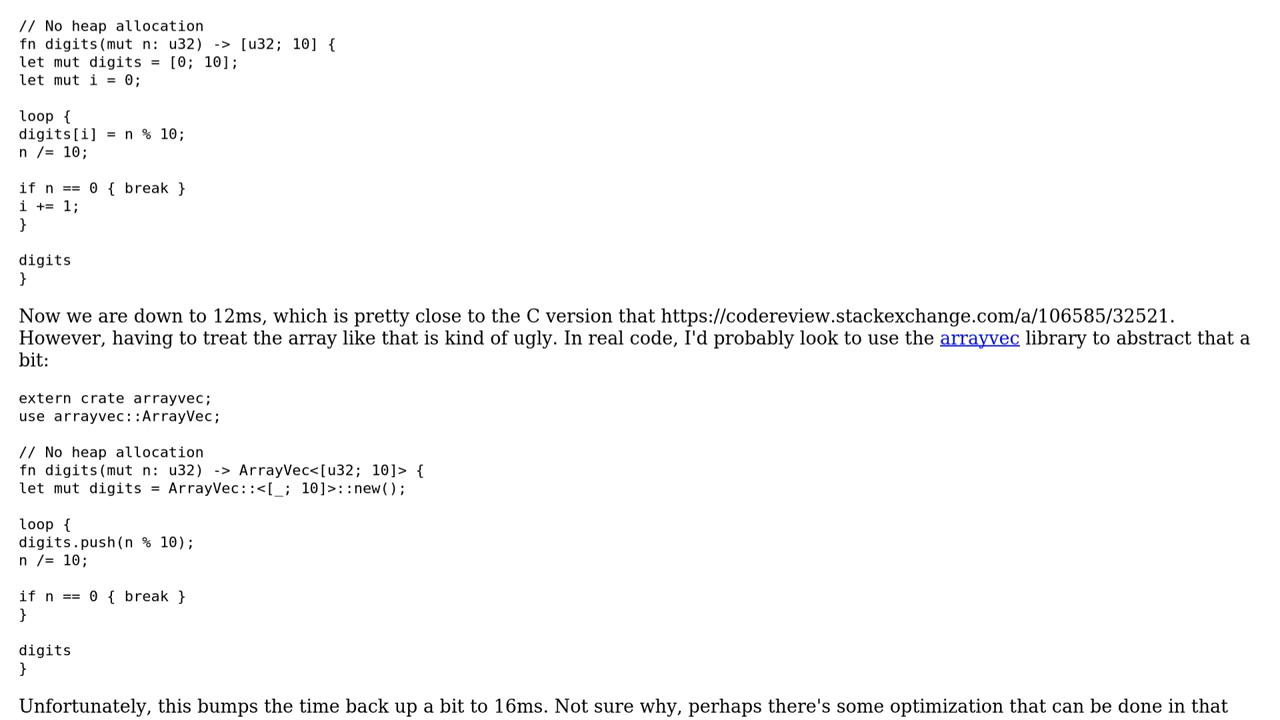 // No heap allocation
fn digits(mut n: u32) -> [u32; 10] {
let mut digits = [0; 10];
let mut i = 0;

loop {
digits[i] = n % 10;
n /= 10;

if n == 0 { break }
i += 1;
}

digits
}

Now we are down to 12ms, which is pretty close to the C version that https://codereview.stackexchange.com/a/106585/32521.
However, having to treat the array like that is kind of ugly. In real code, I'd probably look to use the arrayvec library to abstract that a
bit:

extern crate arrayvec;
use arrayvec::ArrayVec;

// No heap allocation
fn digits(mut n: u32) -> ArrayVec<[u32; 10]> {
let mut digits = ArrayVec::<[_; 10]>::new();

loop {
digits.push(n % 10);
n /= 10;

if n == 0 { break }
}

digits
}

Unfortunately, this bumps the time back up a bit to 16ms. Not sure why, perhaps there's some optimization that can be done in that